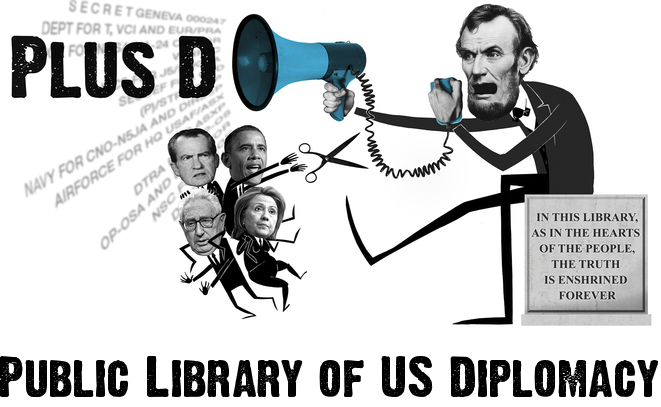 SECRET GENEVA 000247
DEPT FOR T, VCI AND EUR/PRA
PLUS D
NAVY FOR CNO-N5JA AND DIRSSP
AIRFORCE FOR HQ USAF/ASX
DTRA
OP-OSA AND
IN THIS LIBRARY,
AS IN THE HEARTS
OF THE PEOPLE,
THE TRUTH
IS ENSHRINED
FOREVER
PUBLIC LIBRARY OF US DIPLOMACY